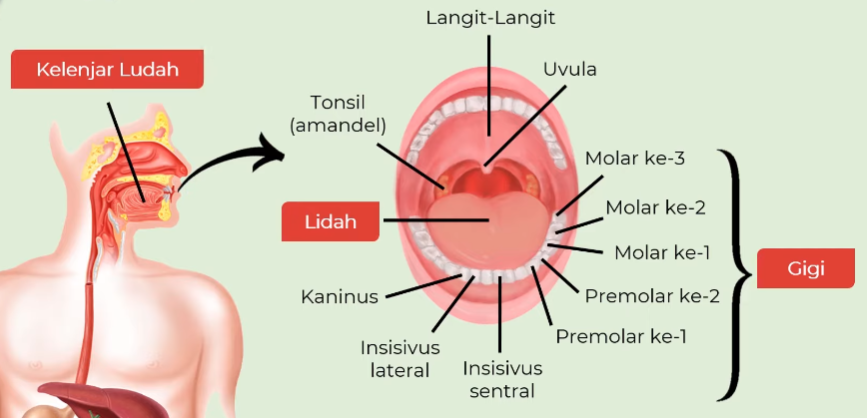 Langit-Langit
Kelenjar Ludah
Uvula
Tonsil
(amandel)
Molar ke-3
Molar ke-2
Lidah
Molar ke-1
Gigi
Kaninus
Premolar ke-2
Premolar ke-1
Insisivus
lateral
Insisivus
sentral